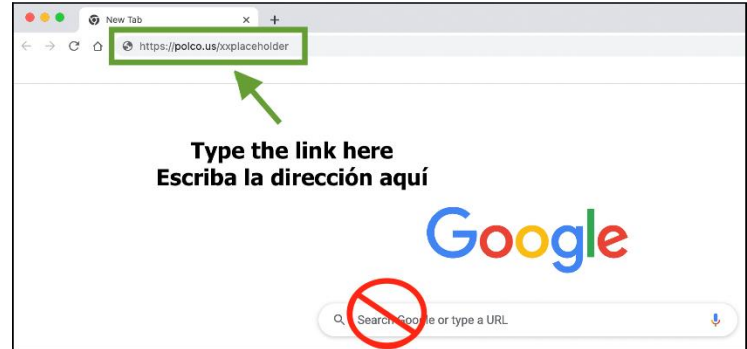 New Tab
https://polco.us/xxplaceholder
Type the link here
Escriba la dirección aquí
Google
Search Google or type a URL